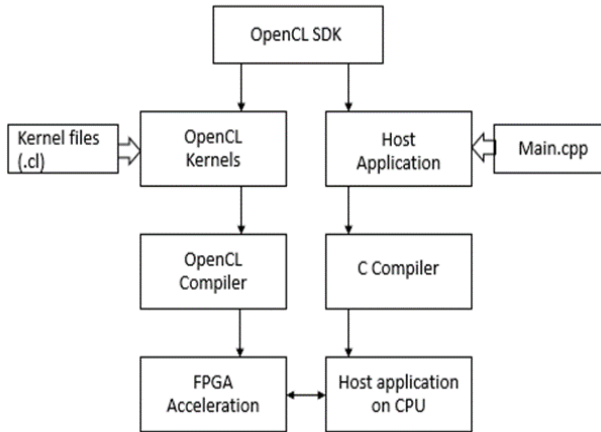 OpenCL SDK
Kernel files
(.cl)
OpenCL
Kernels
Host
Application
Main.cpp
OpenCL
Compiler
C Compiler
FPGA
Acceleration
Host application
on CPU